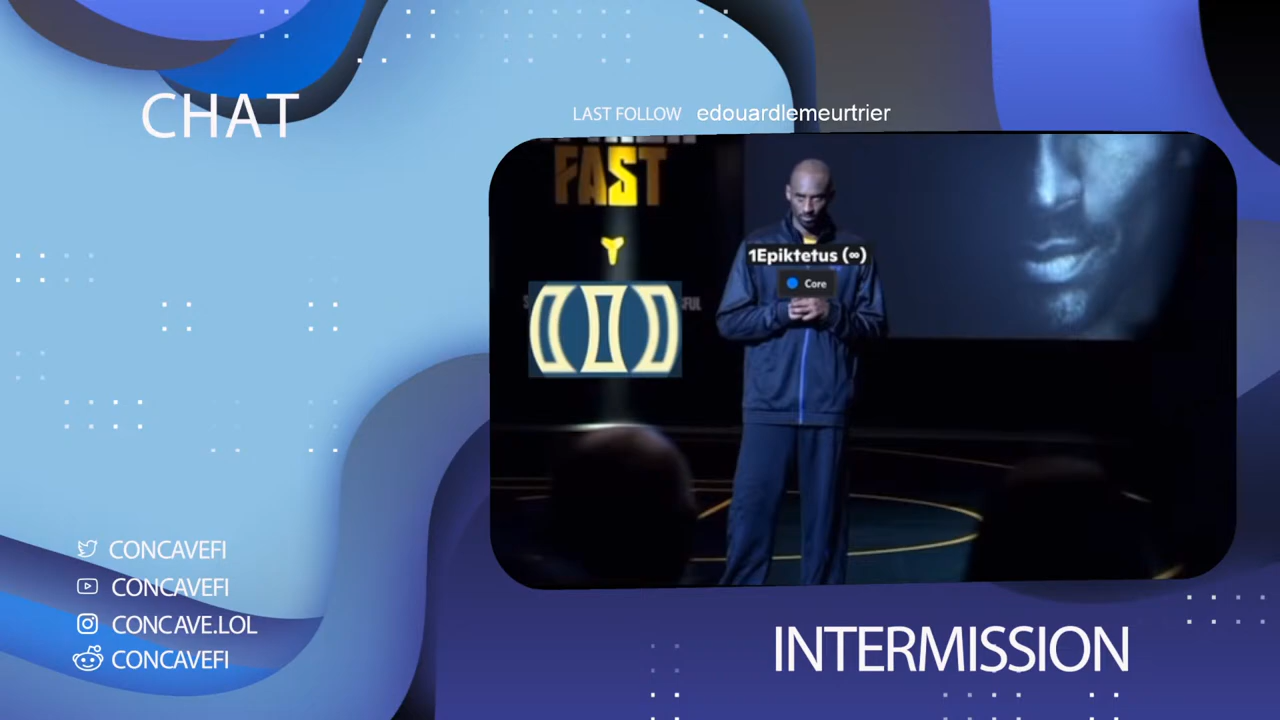 CHAT
LAST FOLLOW edouardlemeurtrier
FAST
1Epiktetus (∞)
Core
CONCAVEFI
CONCAVEFI
CONCAVE.LOL
CONCAVEFI
INTERMISSION